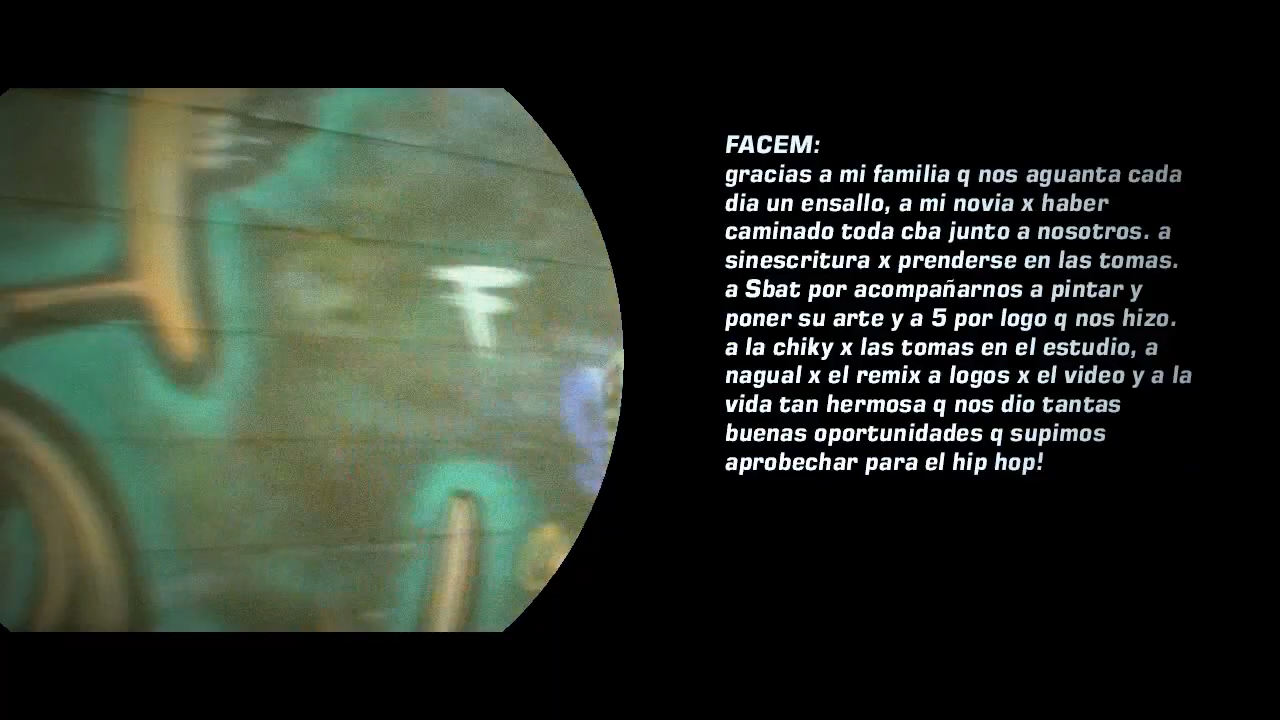 FACEM:
gracias a mi familia q nos aguanta cada
dia un ensallo, a mi novia x haber
caminado toda cba junto a nosotros. a
sinescritura x prenderse en las tomas.
a Sbat por acompañarnos a pintar y
poner su arte y a 5 por logo q nos hizo.
a la chiky x las tomas en el estudio, a
nagual x el remix a logos x el video y a la
vida tan hermosa q nos dio tantas
buenas oportunidades q supimos
aprobechar para el hip hop!